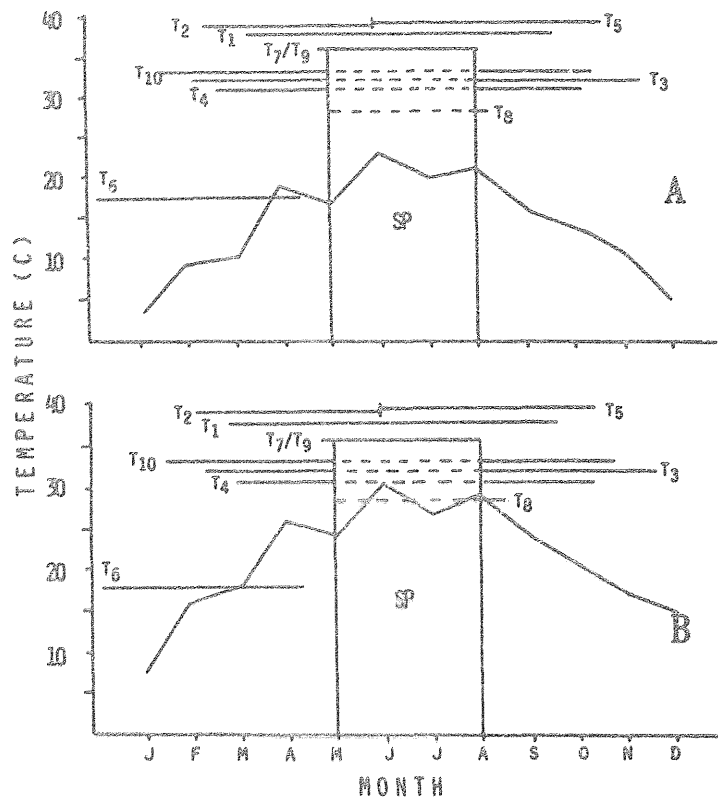 40
30
20
10
T2
T1
T5
T7/T9
T10
T3
T4
T8
T6
SP
A
TEMPERATURE (C)
40
30
20
10
T2
T1
T5
T7/T9
T10
T3
T4
T8
T6
SP
B
J F M A M J J A S O N D
MONTH